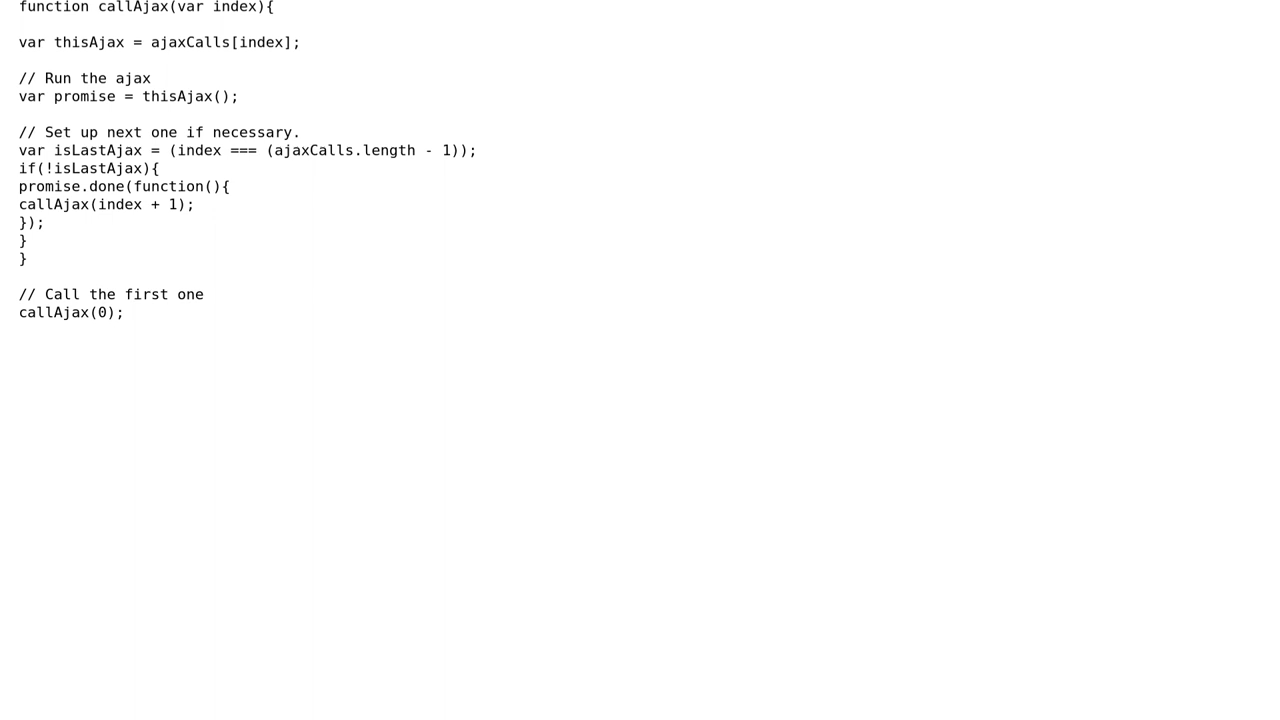 function callAjax(var index){
var thisAjax = ajaxCalls[index];
// Run the ajax
var promise = thisAjax();
// Set up next one if necessary.
var isLastAjax = (index === (ajaxCalls.length - 1));
if(!isLastAjax){
promise.done(function(){
callAjax(index + 1);
});
}
}
// Call the first one
callAjax(0);